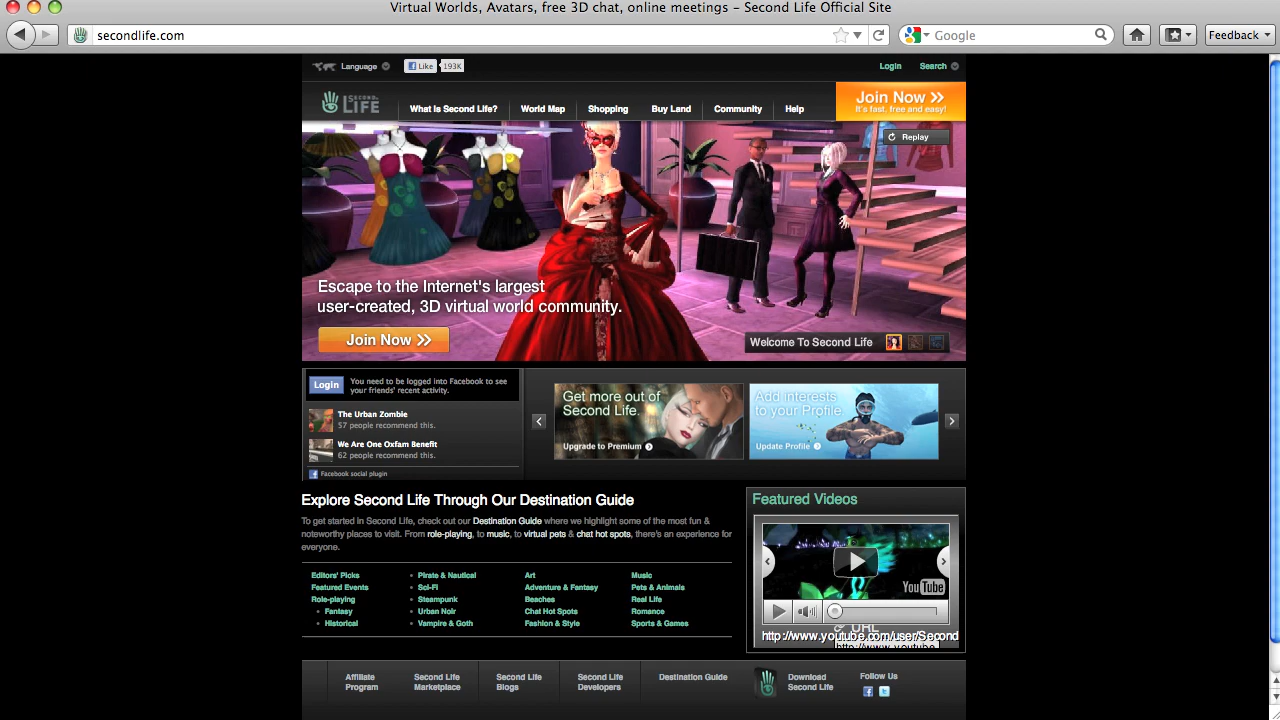 Virtual Worlds, Avatars, free 3D chat, online meetings – Second Life Official Site
secondlife.com
Google
Feedback
Language
Like
193K
Login
Search
SECOND
LIFE
What Is Second Life?
World Map
Shopping
Buy Land
Community
Help
Join Now
It's fast, free and easy!
Replay
Escape to the Internet's largest
user-created, 3D virtual world community.
Join Now
Welcome To Second Life
Login
You need to be logged into Facebook to see
your friends' recent activity.
The Urban Zombie
57 people recommend this.
We Are One Oxfam Benefit
62 people recommend this.
Facebook social plugin
Get more out of
Second Life.
Upgrade to Premium
Add interests
to your Profile.
Update Profile
Explore Second Life Through Our Destination Guide
To get started in Second Life, check out our Destination Guide where we highlight some of the most fun &
noteworthy places to visit. From role-playing, to music, to virtual pets & chat hot spots, there's an experience for
everyone.
Editors' Picks
Featured Events
Role-playing
• Fantasy
• Historical
• Pirate & Nautical
• Sci-Fi
• Steampunk
• Urban Noir
• Vampire & Goth
Art
Adventure & Fantasy
Beaches
Chat Hot Spots
Fashion & Style
Music
Pets & Animals
Real Life
Romance
Sports & Games
Featured Videos
YouTube
URL
http://www.youtube.com/user/Second
http://www.youtube
Affiliate
Program
Second Life
Marketplace
Second Life
Blogs
Second Life
Developers
Destination Guide
Download
Second Life
Follow Us